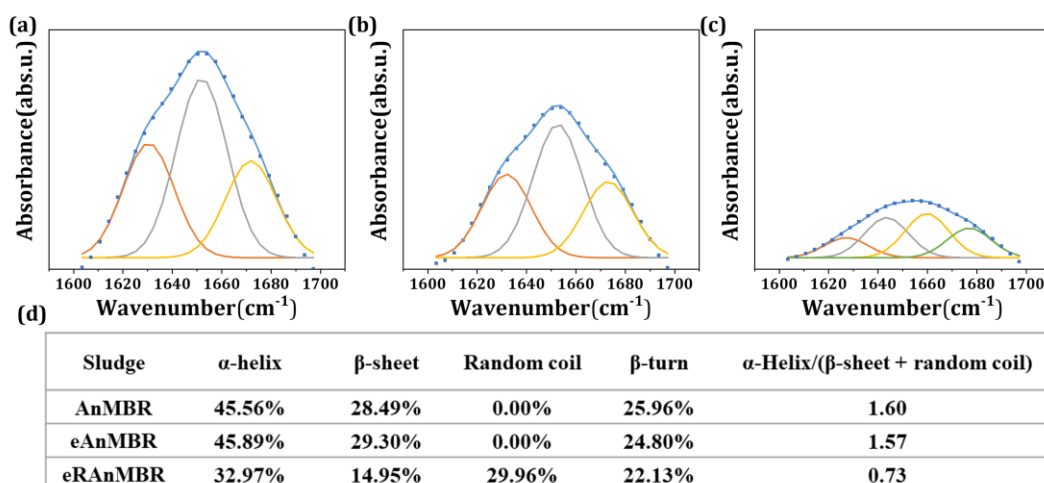 (a) (b) (c)
Absorbance(abs.u.) Absorbance(abs.u.) Absorbance(abs.u.)
1600 1620 1640 1660 1680 1700 1600 1620 1640 1660 1680 1700 1600 1620 1640 1660 1680 1700
Wavenumber(cm⁻¹) Wavenumber(cm⁻¹) Wavenumber(cm⁻¹)
(d)
Sludge α-helix β-sheet Random coil β-turn α-Helix/(β-sheet + random coil)
AnMBR 45.56% 28.49% 0.00% 25.96% 1.60
eAnMBR 45.89% 29.30% 0.00% 24.80% 1.57
eRAnMBR 32.97% 14.95% 29.96% 22.13% 0.73